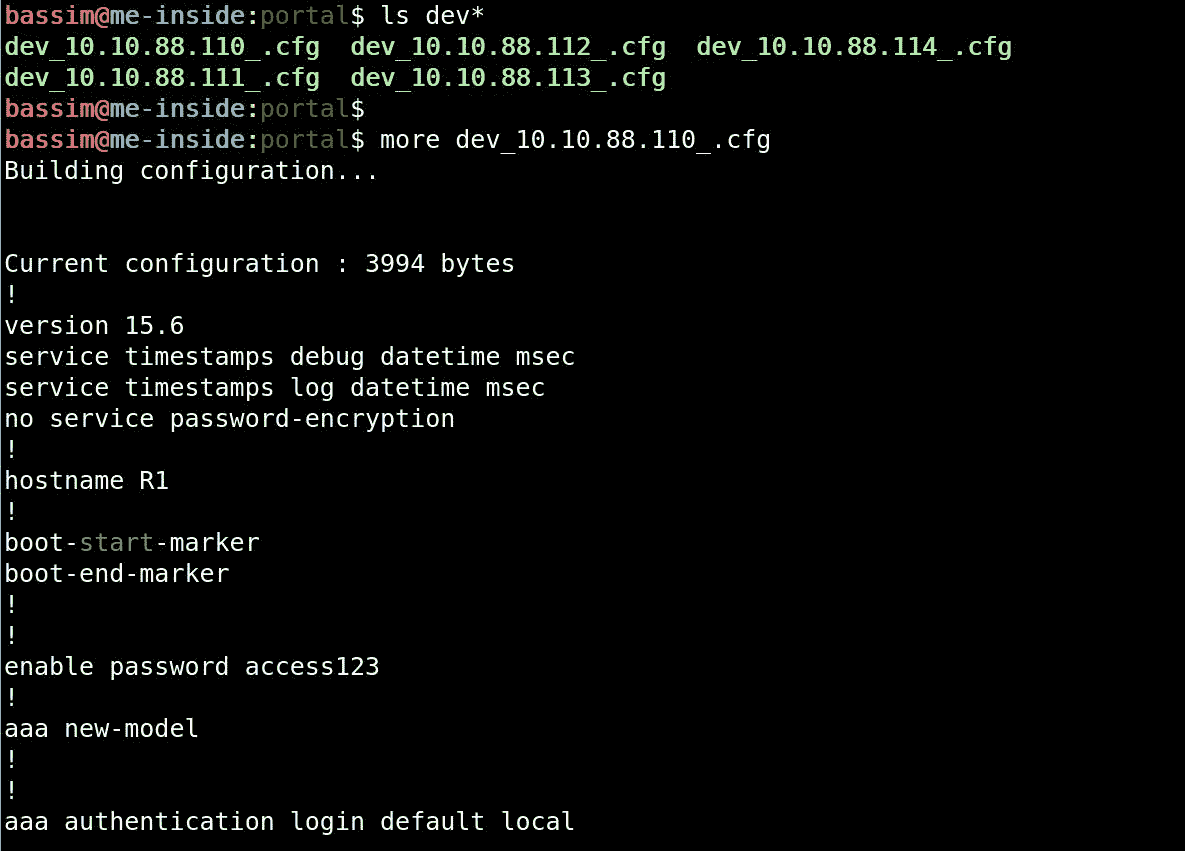 bassim@me-inside:portal$ ls dev*
dev_10.10.88.110_.cfg  dev_10.10.88.112_.cfg  dev_10.10.88.114_.cfg
dev_10.10.88.111_.cfg  dev_10.10.88.113_.cfg
bassim@me-inside:portal$
bassim@me-inside:portal$ more dev_10.10.88.110_.cfg
Building configuration...
Current configuration : 3994 bytes
!
version 15.6
service timestamps debug datetime msec
service timestamps log datetime msec
no service password-encryption
!
hostname R1
!
boot-start-marker
boot-end-marker
!
!
enable password access123
!
aaa new-model
!
!
aaa authentication login default local